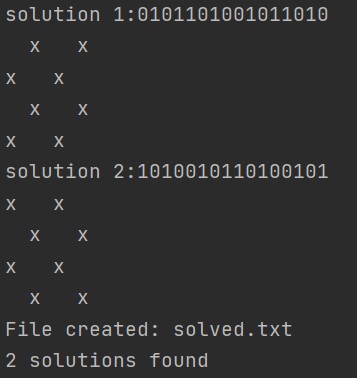 solution 1:0101101001011010
  x   x
x   x
  x   x
x   x
solution 2:1010010110100101
x   x
  x   x
x   x
  x   x
File created: solved.txt
2 solutions found